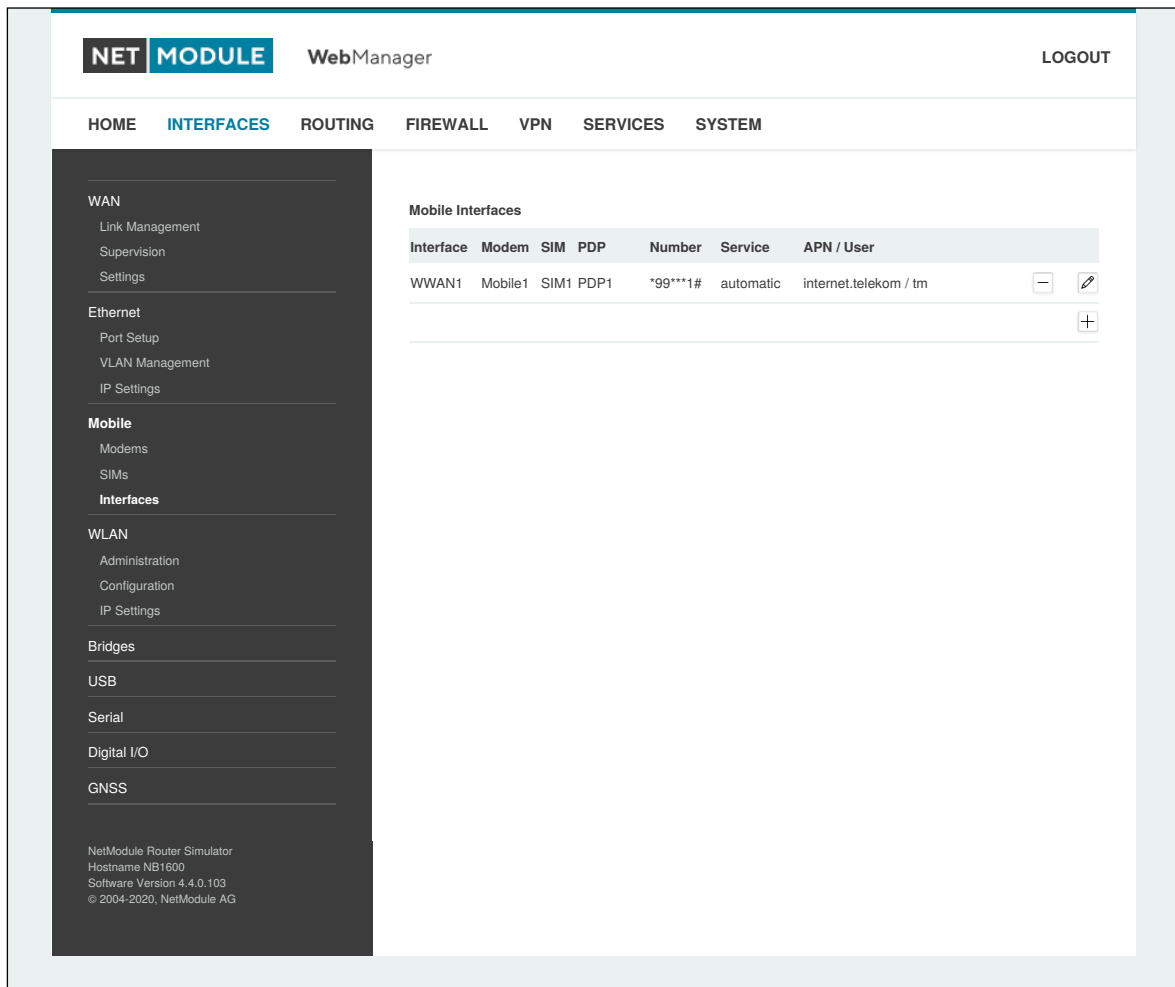 NET MODULE WebManager LOGOUT
HOME INTERFACES ROUTING FIREWALL VPN SERVICES SYSTEM
WAN
Link Management
Supervision
Settings
Ethernet
Port Setup
VLAN Management
IP Settings
Mobile
Modems
SIMs
Interfaces
WLAN
Administration
Configuration
IP Settings
Bridges
USB
Serial
Digital I/O
GNSS
NetModule Router Simulator
Hostname NB1600
Software Version 4.4.0.103
© 2004-2020, NetModule AG
Mobile Interfaces
Interface Modem SIM PDP Number Service APN / User
WWAN1 Mobile1 SIM1 PDP1 *99***1# automatic internet.telekom / tm